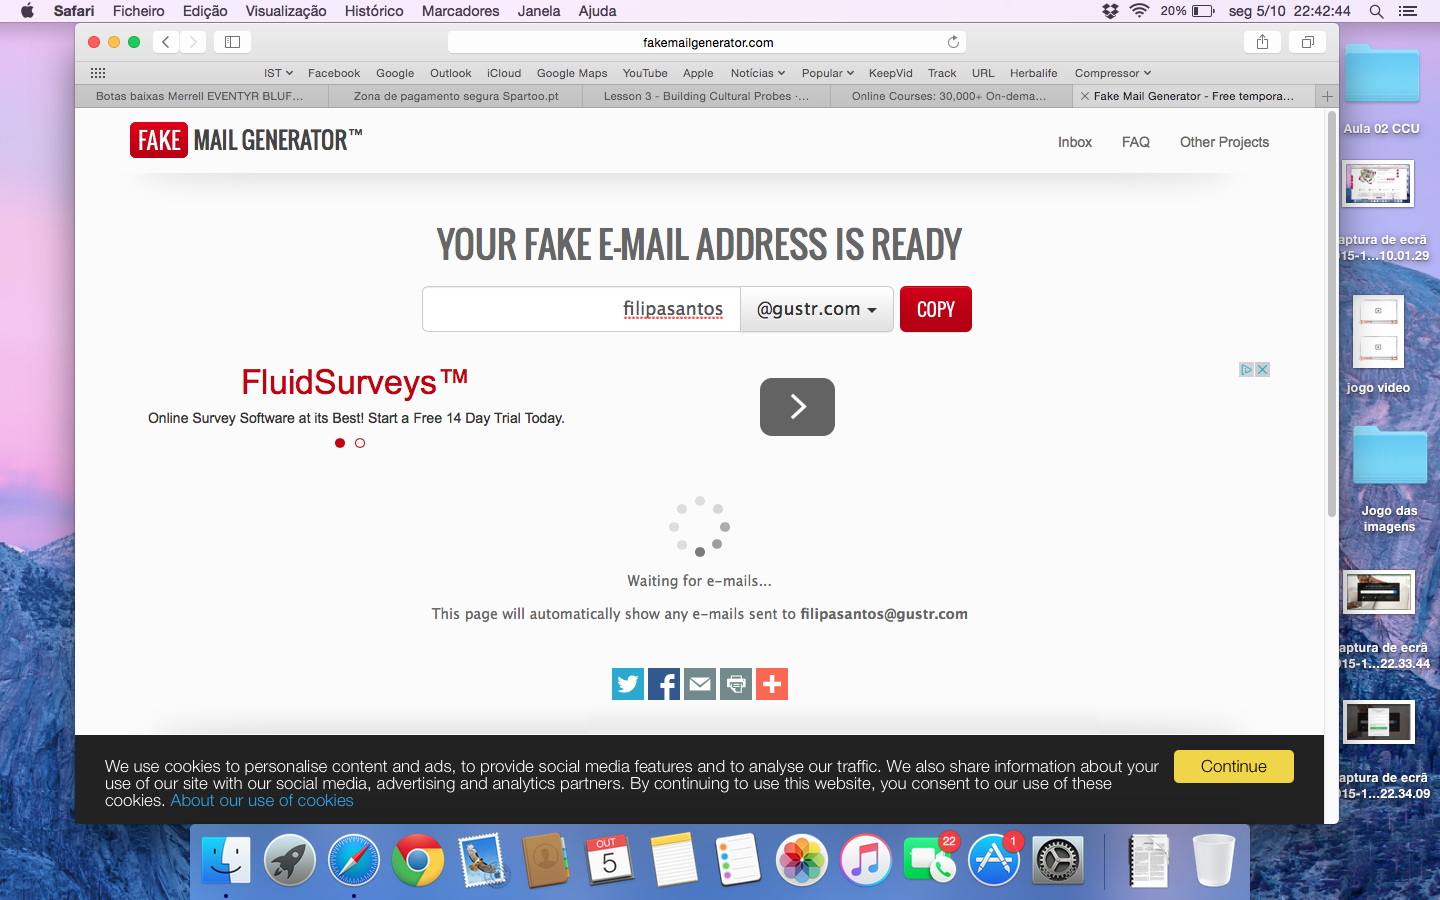 Safari Ficheiro Edição Visualização Histórico Marcadores Janela Ajuda 20% seg 5/10 22:42:44
fakemailgenerator.com
IST Facebook Google Outlook iCloud Google Maps YouTube Apple Notícias Popular KeepVid Track URL Herbalife Compressor
Botas baixas Merrell EVENTYR BLUF... Zona de pagamento segura Spartoo.pt Lesson 3 - Building Cultural Probes -... Online Courses: 30,000+ On-dema... Fake Mail Generator - Free tempora...
FAKE MAIL GENERATOR™
Inbox FAQ Other Projects
YOUR FAKE E-MAIL ADDRESS IS READY
filipasantos @gustr.com COPY
FluidSurveys™
Online Survey Software at its Best! Start a Free 14 Day Trial Today.
Waiting for e-mails...
This page will automatically show any e-mails sent to filipasantos@gustr.com
We use cookies to personalise content and ads, to provide social media features and to analyse our traffic. We also share information about your
use of our site with our social media, advertising and analytics partners. By continuing to use this website, you consent to our use of these
cookies. About our use of cookies
Continue
Aula 02 CCU
aptura de ecrã
015-1...10.01.29
jogo video
Jogo das
imagens
aptura de ecrã
015-1...22.33.44
aptura de ecrã
015-1...22.34.09
OUT
5
22
1